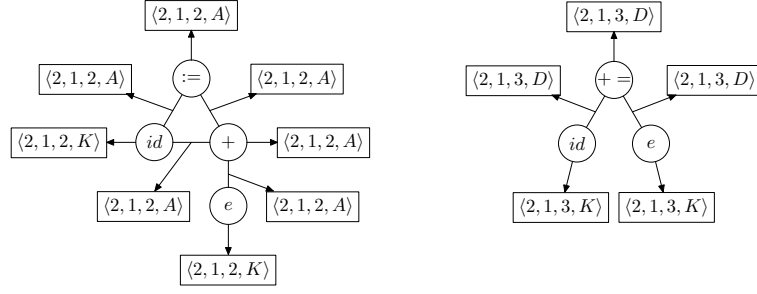 ⟨2, 1, 2, A⟩ ⟨2, 1, 3, D⟩
⟨2, 1, 2, A⟩ := ⟨2, 1, 2, A⟩ ⟨2, 1, 3, D⟩ + = ⟨2, 1, 3, D⟩
⟨2, 1, 2, K⟩ id + ⟨2, 1, 2, A⟩ id e
⟨2, 1, 2, A⟩ e ⟨2, 1, 2, A⟩ ⟨2, 1, 3, K⟩ ⟨2, 1, 3, K⟩
⟨2, 1, 2, K⟩